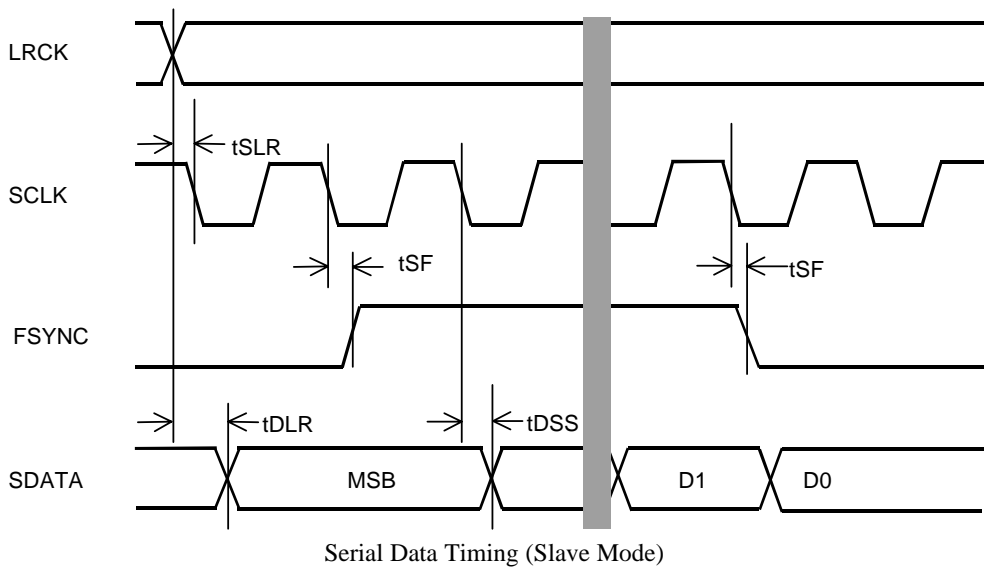 LRCK
tSLR
SCLK
tSF
tSF
FSYNC
tDLR
tDSS
SDATA
MSB
D1
D0
Serial Data Timing (Slave Mode)